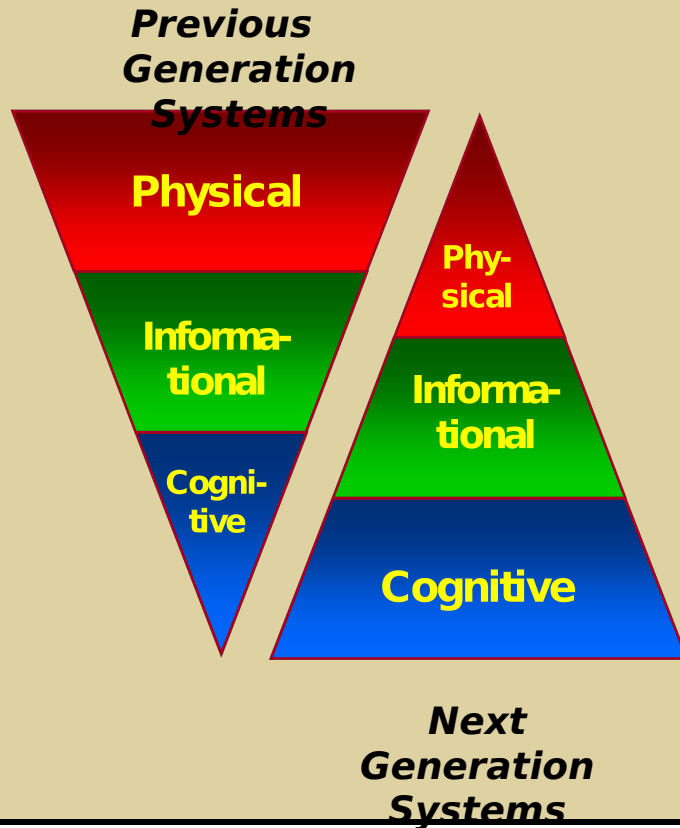 Previous
Generation
Systems
Physical
Informa-
tional
Cogni-
tive
Phy-
sical
Informa-
tional
Cognitive
Next
Generation
Systems